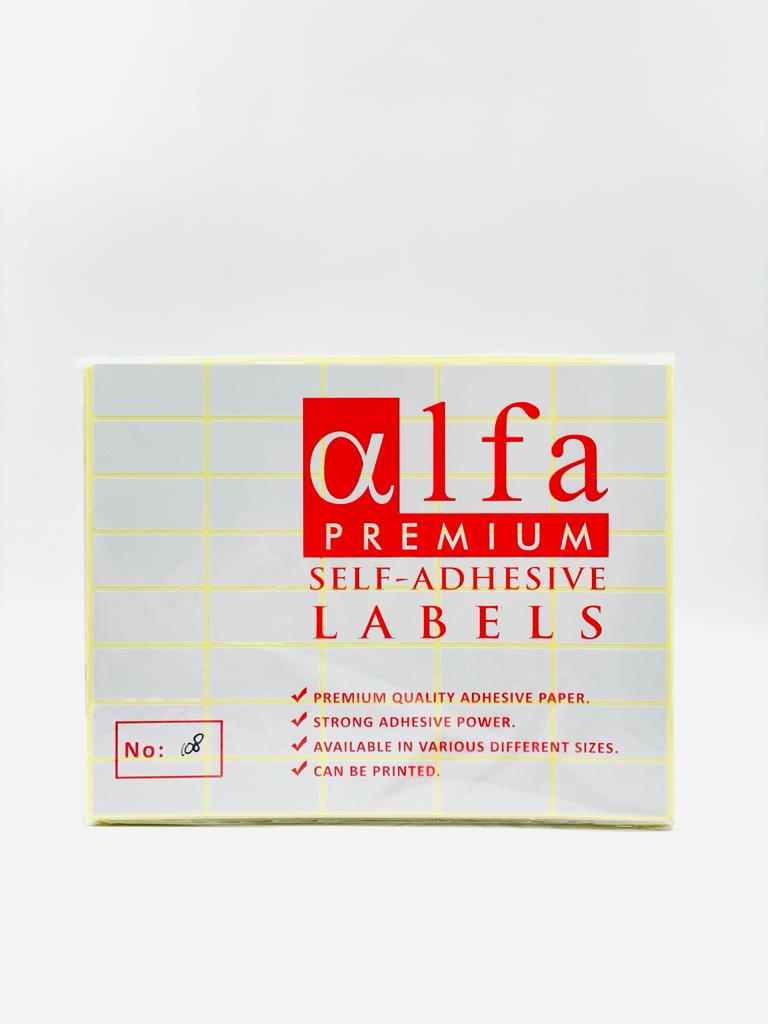 αlfa
PREMIUM
SELF-ADHESIVE
LABELS
✓ PREMIUM QUALITY ADHESIVE PAPER.
✓ STRONG ADHESIVE POWER.
✓ AVAILABLE IN VARIOUS DIFFERENT SIZES.
✓ CAN BE PRINTED.
No: 108